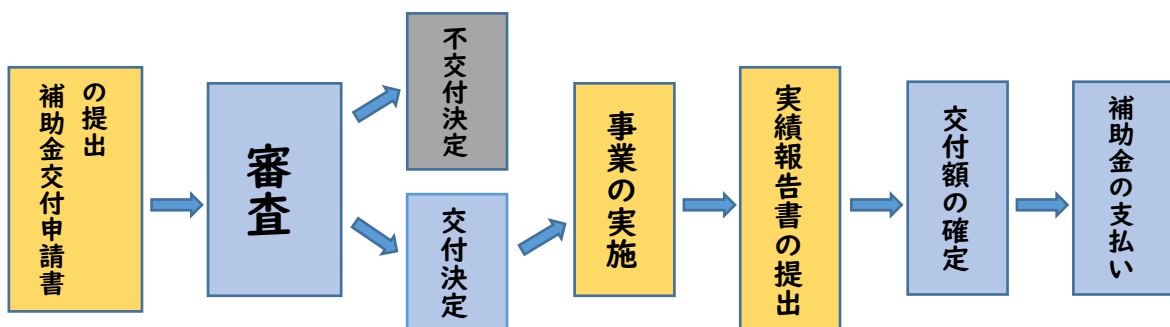 補助金交付申請書
の提出
審査
不交付決定
交付決定
事業の実施
実績報告書の提出
交付額の確定
補助金の支払い